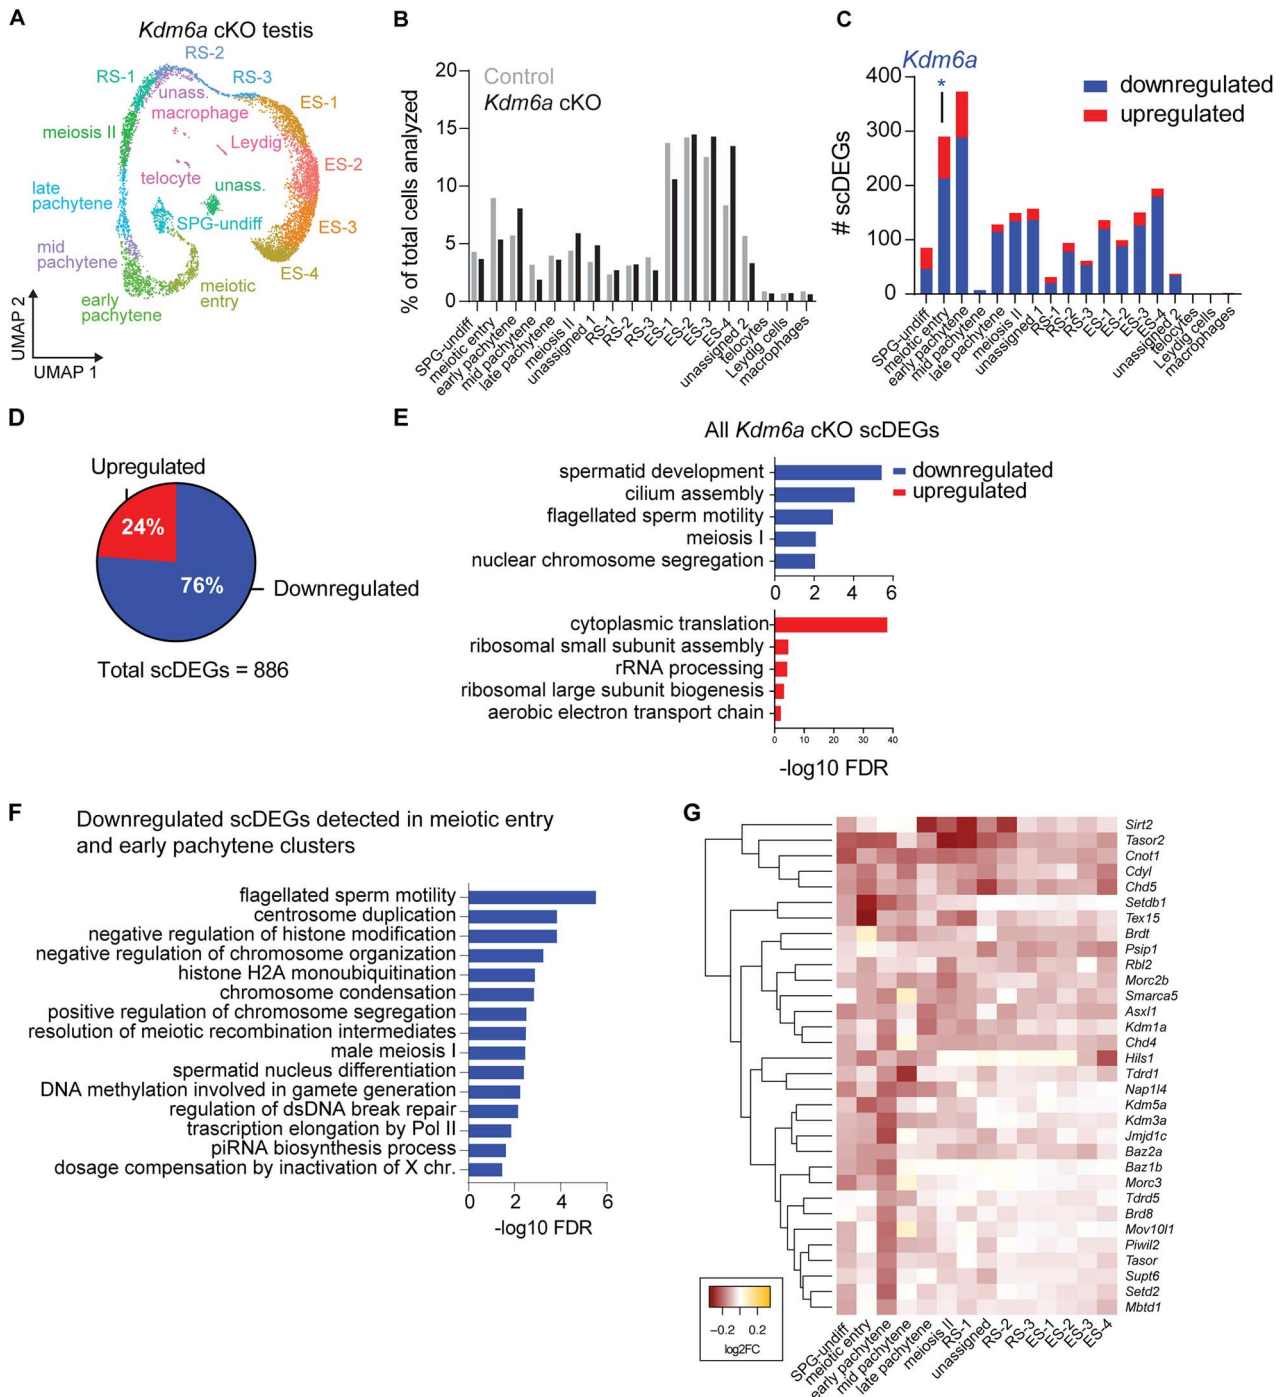 A
Kdm6a cKO testis
RS-2
RS-1
RS-3
unass.
ES-1
macrophage
meiosis II
Leydig
ES-2
telocyte
unass.
late
pachytene
SPG-undiff
ES-3
mid
pachytene
ES-4
early
pachytene
meiotic
entry
UMAP 2
UMAP 1
B
Control
Kdm6a cKO
% of total cells analyzed
20
15
10
5
0
SPG-undiff
meiotic entry
early pachytene
mid pachytene
late pachytene
meiosis II
unassigned 1
RS-1
RS-2
RS-3
ES-1
ES-2
ES-3
ES-4
unassigned 2
telocytes
Leydig cells
macrophages
C
Kdm6a
*
downregulated
upregulated
# scDEGs
400
300
200
100
0
SPG-undiff
meiotic entry
early pachytene
mid pachytene
late pachytene
meiosis II
unassigned 1
RS-1
RS-2
RS-3
ES-1
ES-2
ES-3
ES-4
unassigned 2
telocytes
Leydig cells
macrophages
D
Upregulated
24%
76%
Downregulated
Total scDEGs = 886
E
All Kdm6a cKO scDEGs
downregulated
upregulated
spermatid development
cilium assembly
flagellated sperm motility
meiosis I
nuclear chromosome segregation
0 2 4 6
cytoplasmic translation
ribosomal small subunit assembly
rRNA processing
ribosomal large subunit biogenesis
aerobic electron transport chain
0 10 20 30 40
-log10 FDR
F
Downregulated scDEGs detected in meiotic entry
and early pachytene clusters
flagellated sperm motility
centrosome duplication
negative regulation of histone modification
negative regulation of chromosome organization
histone H2A monoubiquitination
chromosome condensation
positive regulation of chromosome segregation
resolution of meiotic recombination intermediates
male meiosis I
spermatid nucleus differentiation
DNA methylation involved in gamete generation
regulation of dsDNA break repair
trascription elongation by Pol II
piRNA biosynthesis process
dosage compensation by inactivation of X chr.
0 2 4 6
-log10 FDR
G
Sirt2
Tasor2
Cnot1
Cdyl
Chd5
Setdb1
Tex15
Brdt
Psip1
Rbl2
Morc2b
Smarca5
Asxl1
Kdm1a
Chd4
Hils1
Tdrd1
Nap1l4
Kdm5a
Kdm3a
Jmjd1c
Baz2a
Baz1b
Morc3
Tdrd5
Brd8
Mov10l1
Piwil2
Tasor
Supt6
Setd2
Mbtd1
−0.2 0.2
log2FC
SPG-undiff
meiotic entry
early pachytene
mid pachytene
late pachytene
meiosis II
RS-1
unassigned
RS-2
RS-3
ES-1
ES-2
ES-3
ES-4